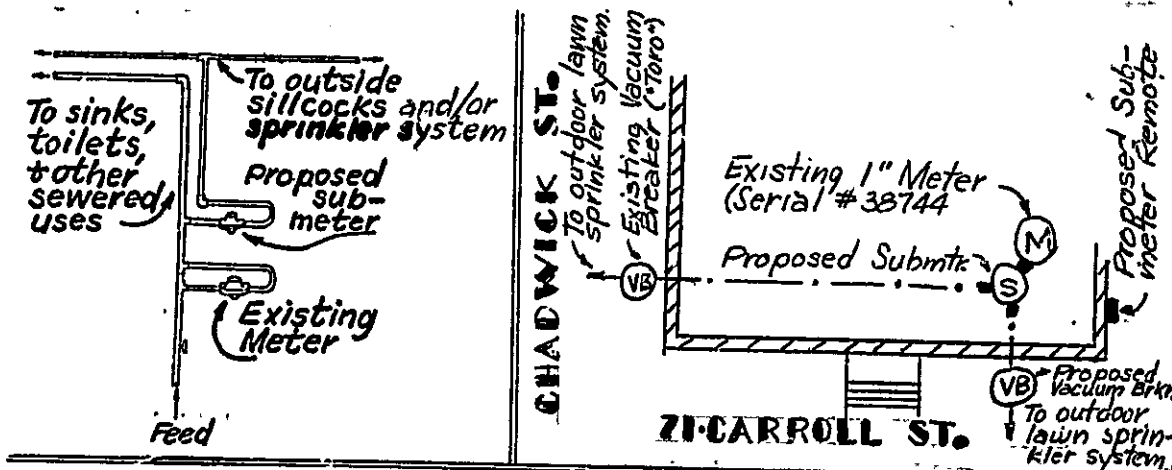 To outside
sillcocks and/or
sprinkler system
To sinks,
toilets,
& other
sewered
uses
Proposed
sub-
meter
Existing
Meter
Feed
CHADWICK ST.
To outdoor lawn
sprinkler system.
Existing Vacuum
Breaker ("Toro")
VB
Existing 1" Meter
(Serial #38744
M
Proposed Submtr.
S
Proposed Sub-
meter Remote
VB
Proposed
Vacuum Brkr.
To outdoor
lawn sprin-
kler system
71·CARROLL ST.